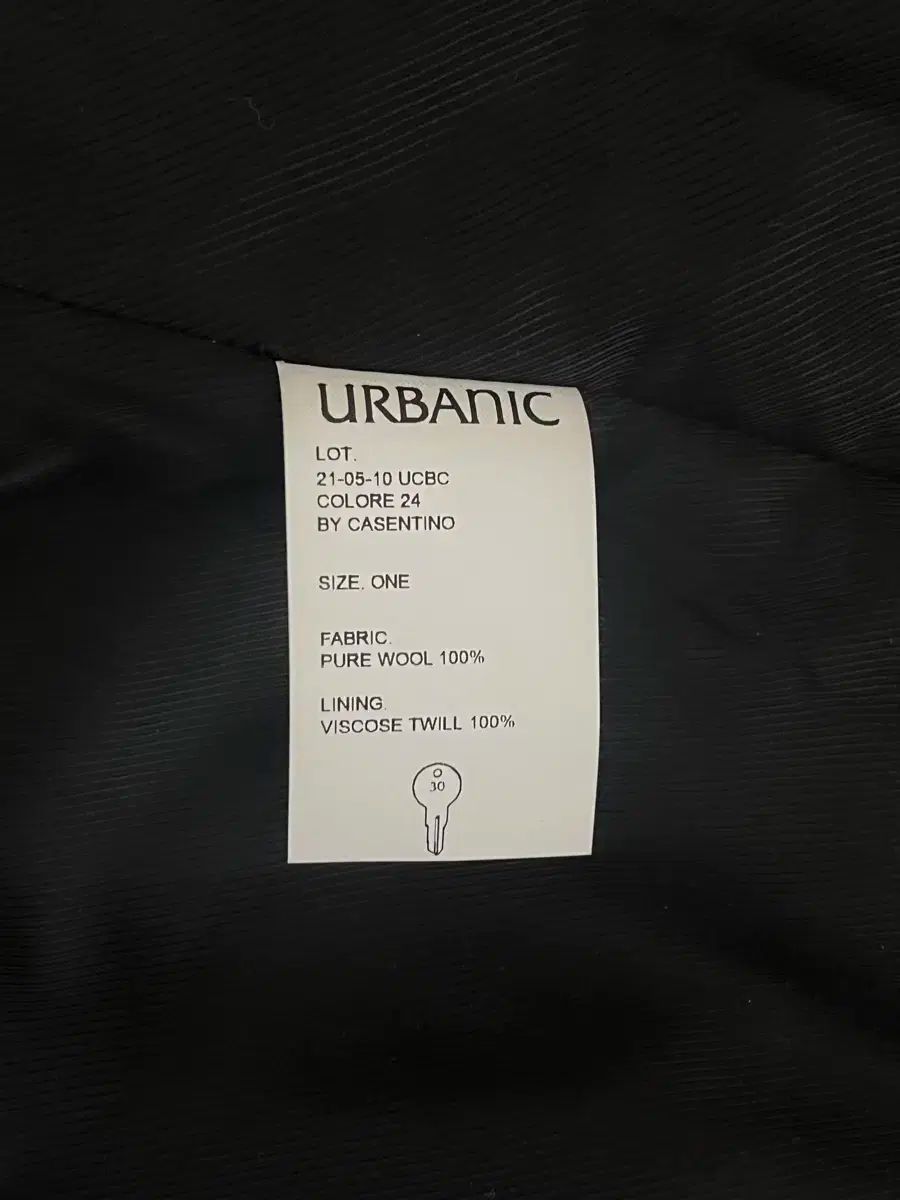 URBANIC
LOT.
21-05-10 UCBC
COLORE 24
BY CASENTINO
SIZE. ONE
FABRIC.
PURE WOOL 100%
LINING.
VISCOSE TWILL 100%
30